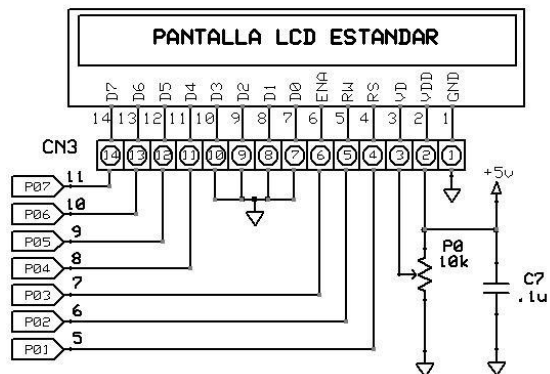 PANTALLA LCD ESTANDAR
D7 D6 D5 D4 D3 D2 D1 D0 ENA RW RS VD VDD GND
14 13 12 11 10 9 8 7 6 5 4 3 2 1
CN3
14 13 12 11 10 9 8 7 6 5 4 3 2 1
P07 11
P06 10
P05 9
P04 8
P03 7
P02 6
P01 5
+5v
P0
10k
C7
.1u